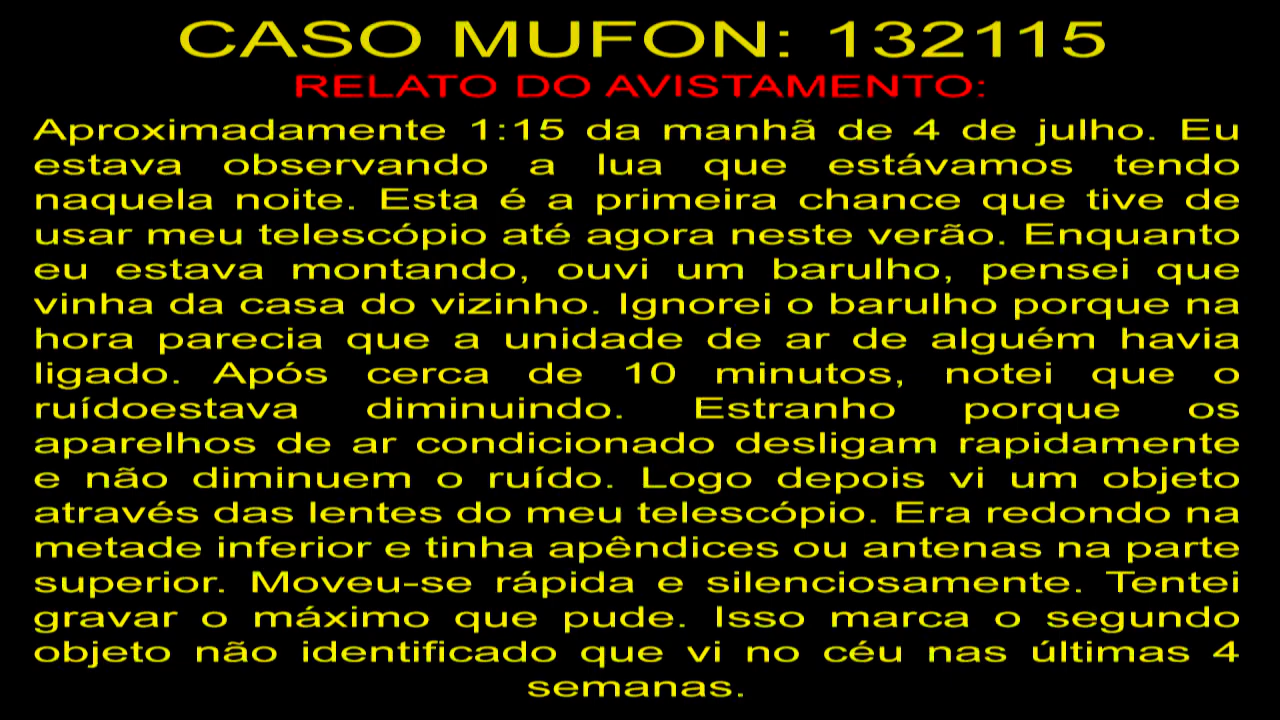 CASO MUFON: 132115
RELATO DO AVISTAMENTO:
Aproximadamente 1:15 da manhã de 4 de julho. Eu
estava observando a lua que estávamos tendo
naquela noite. Esta é a primeira chance que tive de
usar meu telescópio até agora neste verão. Enquanto
eu estava montando, ouvi um barulho, pensei que
vinha da casa do vizinho. Ignorei o barulho porque na
hora parecia que a unidade de ar de alguém havia
ligado. Após cerca de 10 minutos, notei que o
ruídoestava diminuindo. Estranho porque os
aparelhos de ar condicionado desligam rapidamente
e não diminuem o ruído. Logo depois vi um objeto
através das lentes do meu telescópio. Era redondo na
metade inferior e tinha apêndices ou antenas na parte
superior. Moveu-se rápida e silenciosamente. Tentei
gravar o máximo que pude. Isso marca o segundo
objeto não identificado que vi no céu nas últimas 4
semanas.